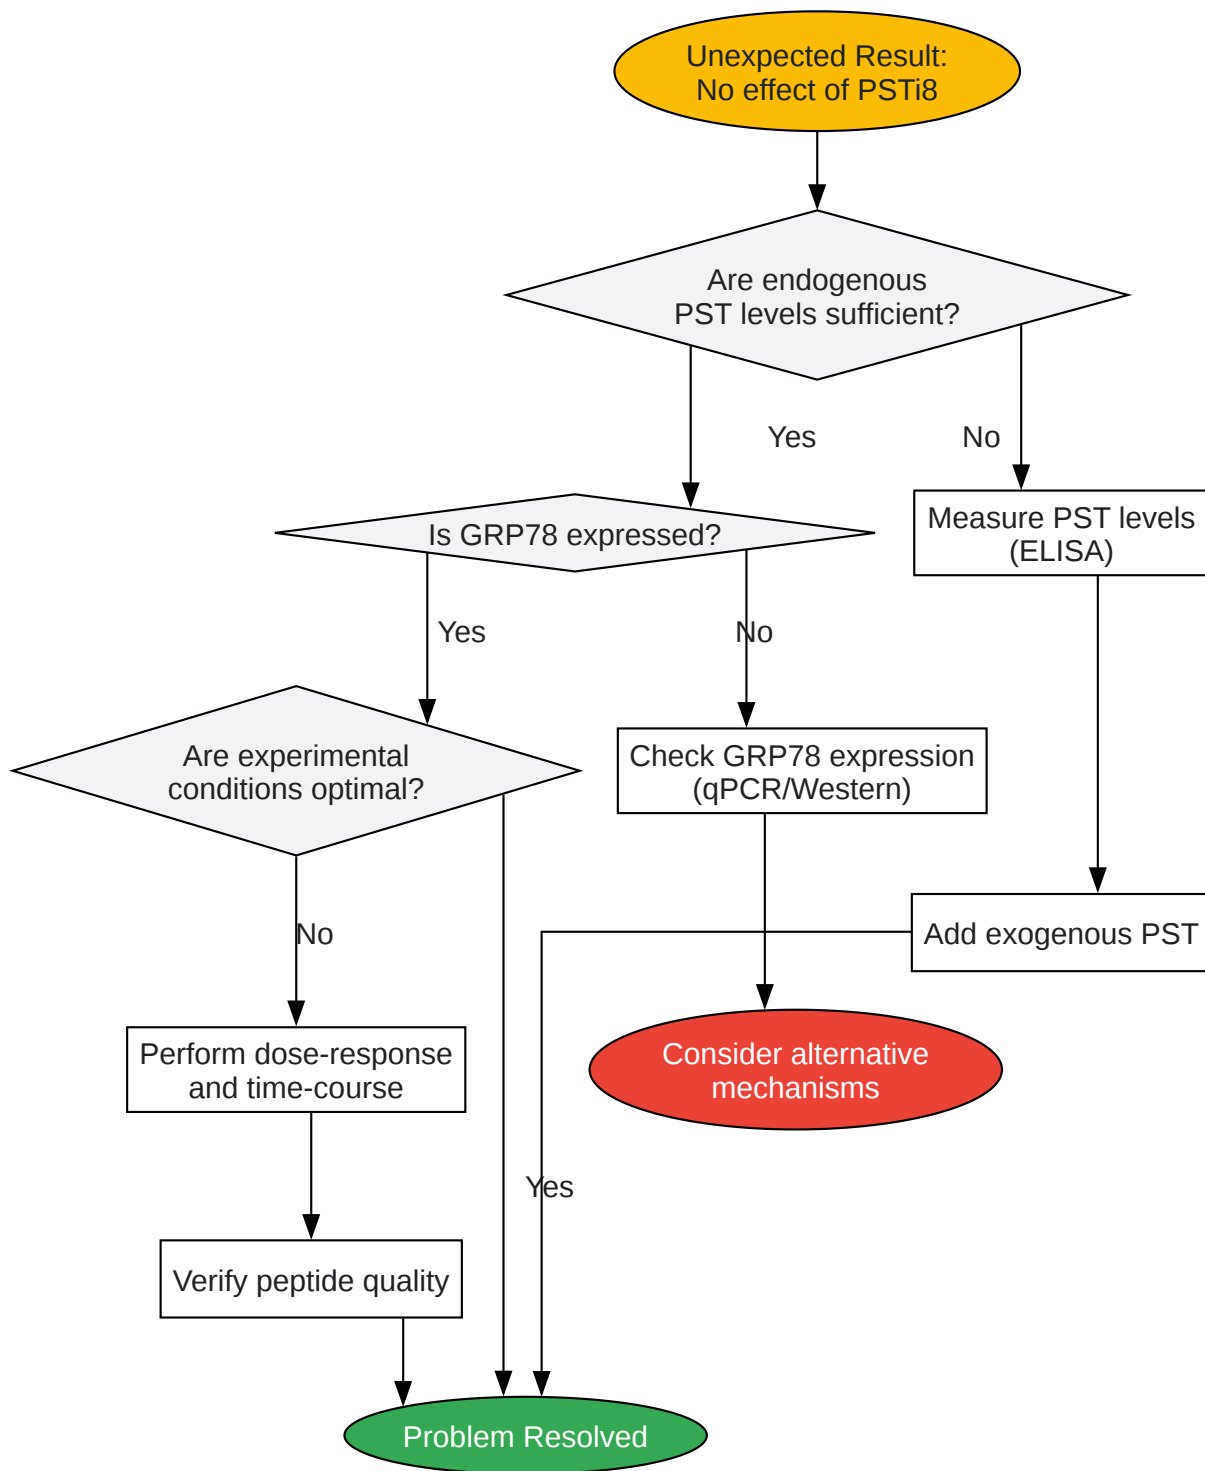 Unexpected Result:
No effect of PSTi8
Are endogenous
PST levels sufficient?
Yes
No
Is GRP78 expressed?
Measure PST levels
(ELISA)
Yes
No
Are experimental
conditions optimal?
Check GRP78 expression
(qPCR/Western)
No
Add exogenous PST
Perform dose-response
and time-course
Consider alternative
mechanisms
Yes
Verify peptide quality
Problem Resolved